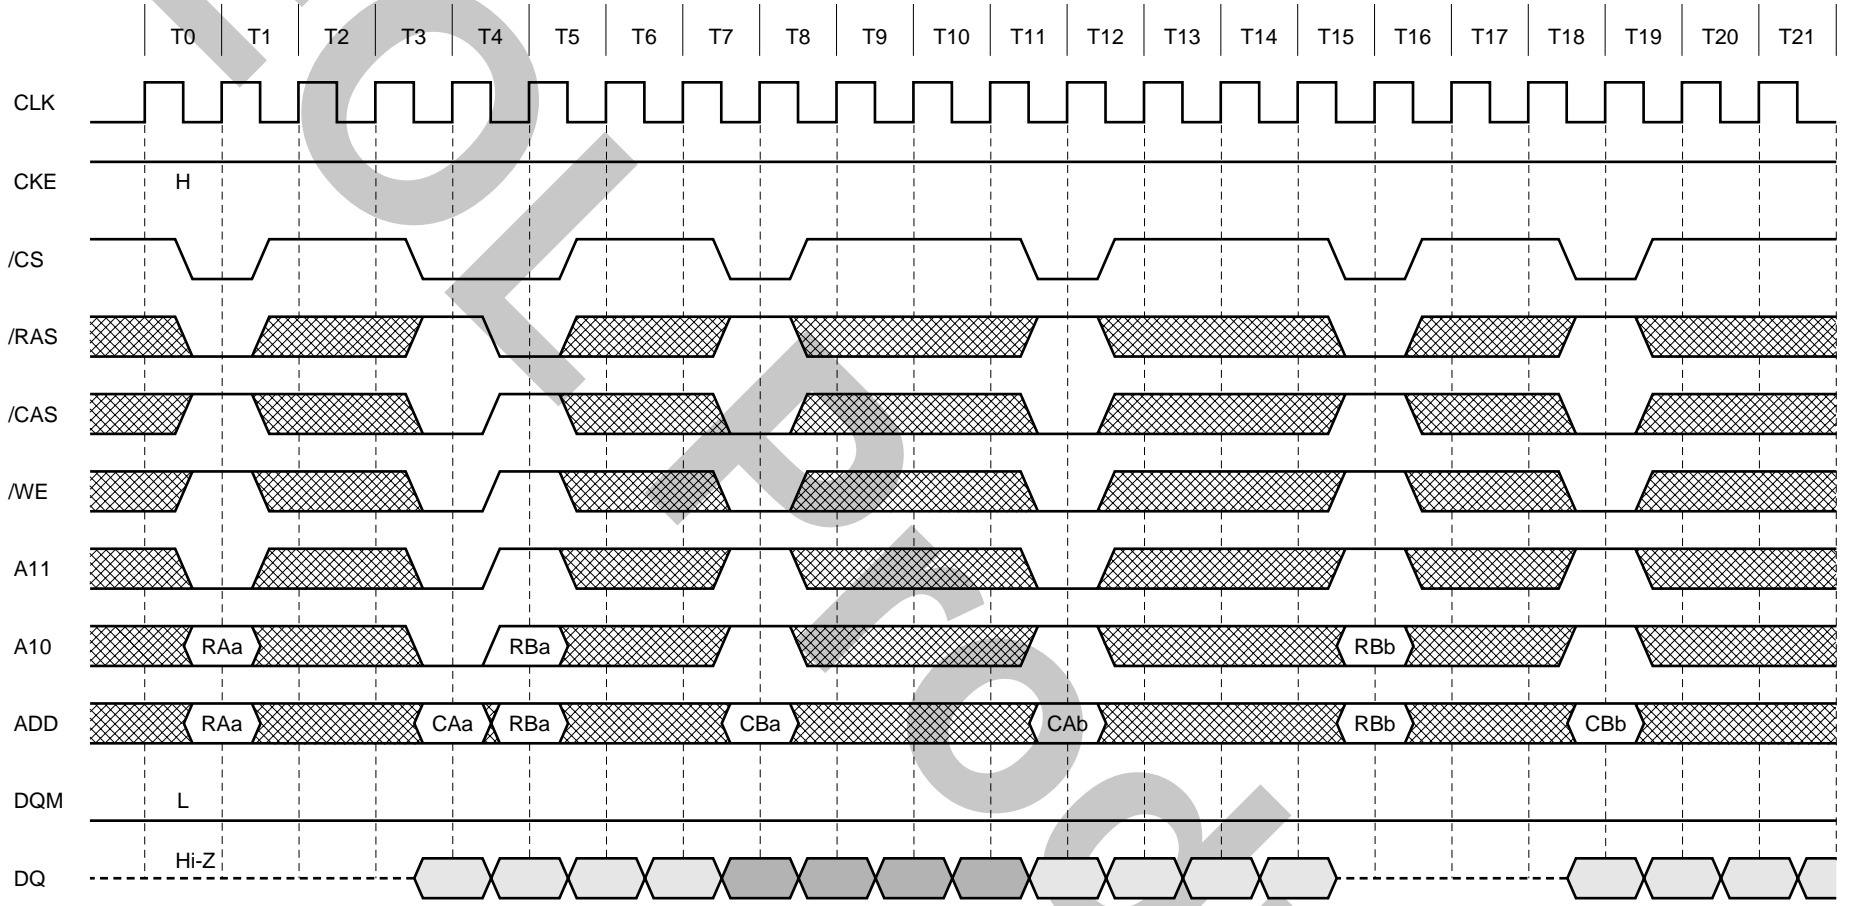 T0 T1 T2 T3 T4 T5 T6 T7 T8 T9 T10 T11 T12 T13 T14 T15 T16 T17 T18 T19 T20 T21
CLK
CKE H
/CS
/RAS
/CAS
/WE
A11
A10 RAa RBa RBb
ADD RAa CAa RBa CBa CAb RBb CBb
DQM L
DQ Hi-Z
OL Prod